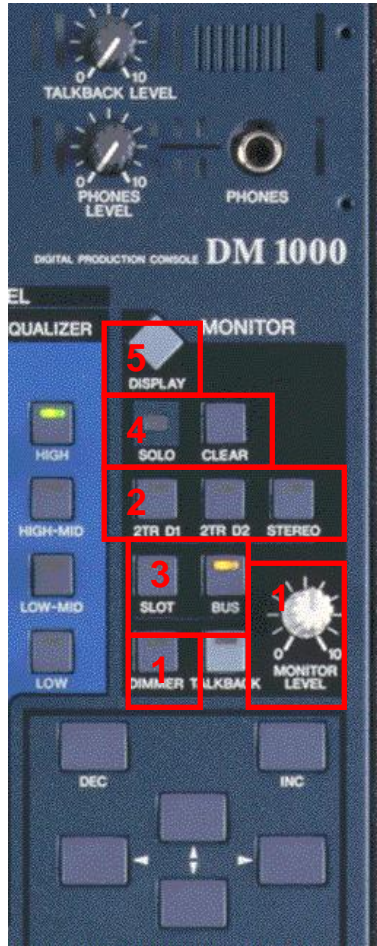 0 10
TALKBACK LEVEL
0 10
PHONES
LEVEL
PHONES
DIGITAL PRODUCTION CONSOLE DM 1000
EL
QUALIZER
MONITOR
5
DISPLAY
HIGH
4
SOLO
CLEAR
HIGH-MID
2
2TR D1
2TR D2
STEREO
LOW-MID
3
SLOT
BUS
1
0 10
MONITOR
LEVEL
LOW
1
DIMMER
TALKBACK
DEC
INC